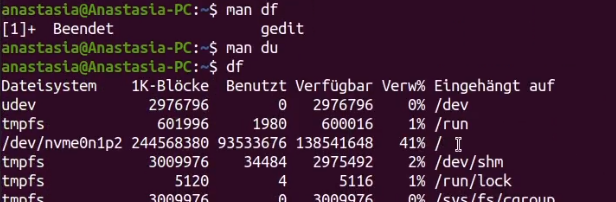 anastasia@Anastasia-PC:~$ man df
[1]+  Beendet                 gedit
anastasia@Anastasia-PC:~$ man du
anastasia@Anastasia-PC:~$ df
Dateisystem    1K-Blöcke  Benutzt Verfügbar Verw% Eingehängt auf
udev             2976796        0   2976796    0% /dev
tmpfs             601996     1980    600016    1% /run
/dev/nvme0n1p2 244568380 93533676 138541648   41% /
tmpfs            3009976    34484   2975492    2% /dev/shm
tmpfs               5120        4      5116    1% /run/lock
tmpfs            3009976        0   3009976    0% /sys/fs/cgroup